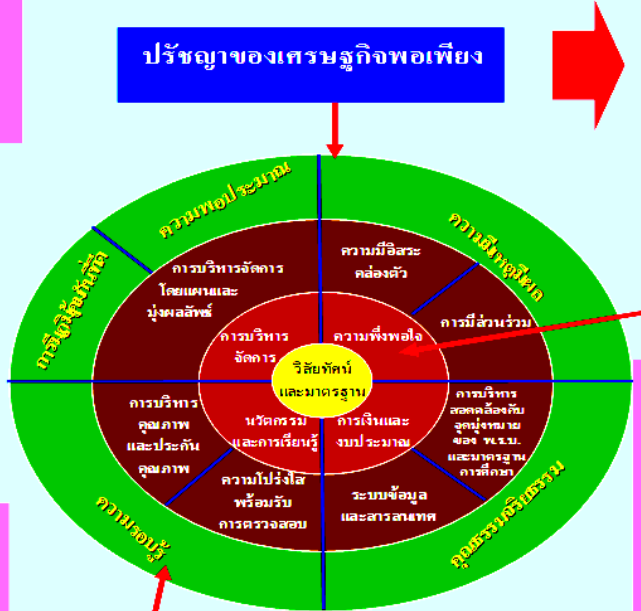 ปรัชญาของเศรษฐกิจพอเพียง
ความพอประมาณ
ความมีเหตุมีผล
การมีภูมิคุ้มกันที่ดี
ความรอบรู้
คุณธรรมจริยธรรม
การบริหารจัดการ
โดยแผนและ
มุ่งผลลัพธ์
ความมีอิสระ
คล่องตัว
การมีส่วนร่วม
การบริหาร
สอดคล้องกับ
จุดมุ่งหมาย
ของ พ.ร.บ.
และมาตรฐาน
การศึกษา
ระบบข้อมูล
และสารสนเทศ
ความโปร่งใส
พร้อมรับ
การตรวจสอบ
การบริหาร
คุณภาพ
และประกัน
คุณภาพ
การบริหาร
จัดการ
ความพึงพอใจ
นวัตกรรม
และการเรียนรู้
การเงินและ
งบประมาณ
วิสัยทัศน์
และมาตรฐาน